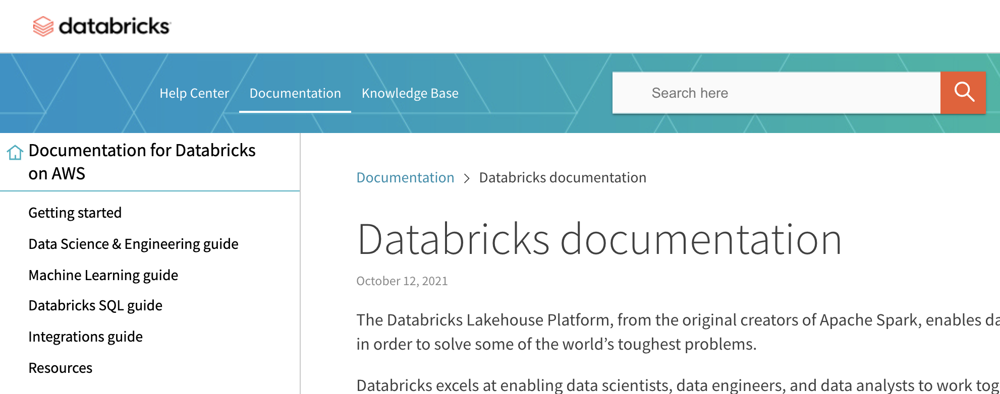 databricks
Help Center
Documentation
Knowledge Base
Search here
Documentation for Databricks
on AWS
Getting started
Data Science & Engineering guide
Machine Learning guide
Databricks SQL guide
Integrations guide
Resources
Documentation > Databricks documentation
Databricks documentation
October 12, 2021
The Databricks Lakehouse Platform, from the original creators of Apache Spark, enables
in order to solve some of the world’s toughest problems.
Databricks excels at enabling data scientists, data engineers, and data analysts to work